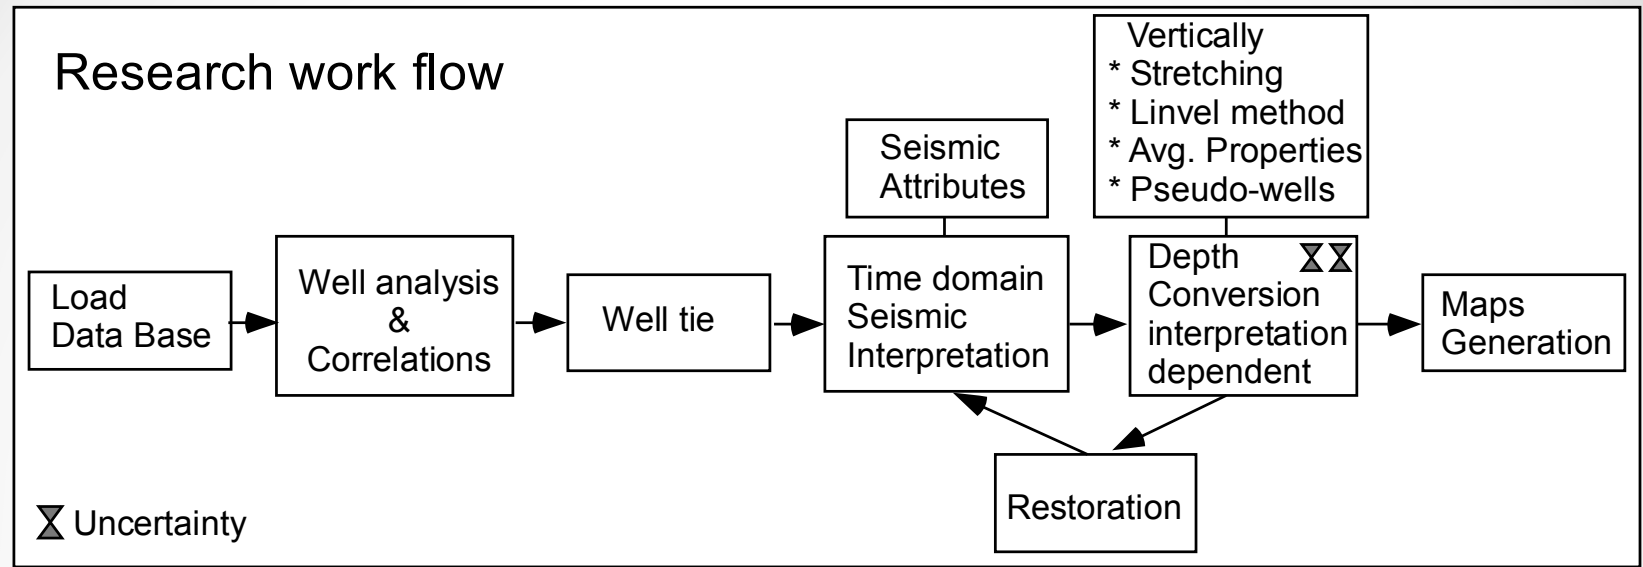 Research work flow
Vertically
* Stretching
* Linvel method
* Avg. Properties
* Pseudo-wells
Seismic
Attributes
Load
Data Base
Well analysis
&
Correlations
Well tie
Time domain
Seismic
Interpretation
Depth
Conversion
interpretation
dependent
Maps
Generation
Restoration
Uncertainty